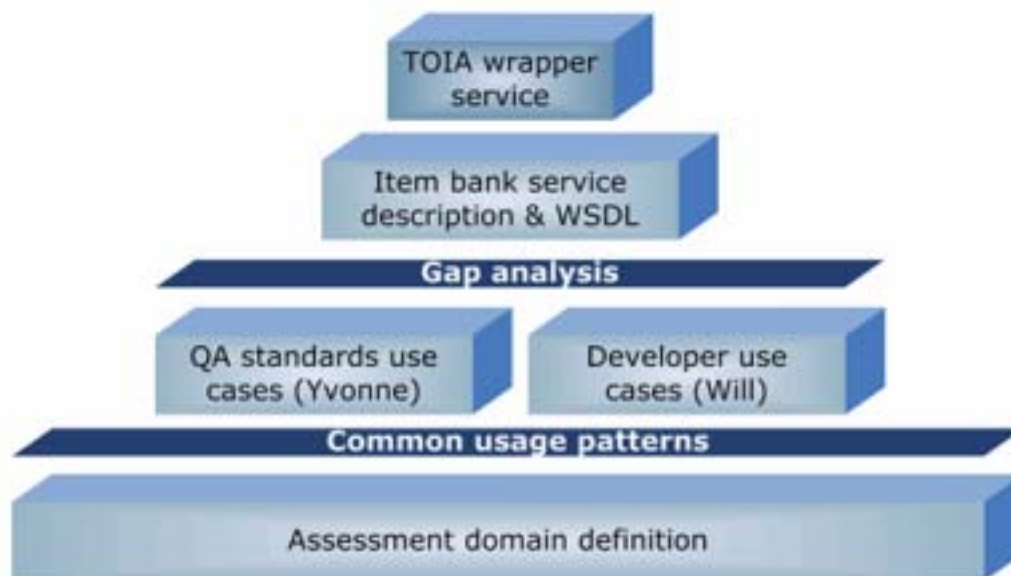 TOIA wrapper
service
Item bank service
description & WSDL
Gap analysis
QA standards use
cases (Yvonne)
Developer use
cases (Will)
Common usage patterns
Assessment domain definition